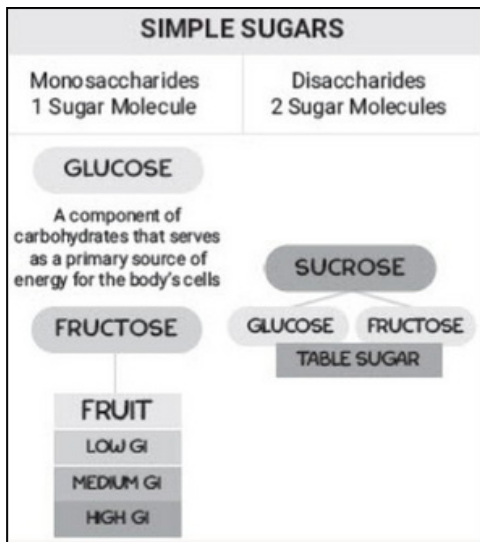 SIMPLE SUGARS
Monosaccharides
1 Sugar Molecule
Disaccharides
2 Sugar Molecules
GLUCOSE
A component of
carbohydrates that serves
as a primary source of
energy for the body's cells
FRUCTOSE
FRUIT
LOW GI
MEDIUM GI
HIGH GI
SUCROSE
GLUCOSE
FRUCTOSE
TABLE SUGAR